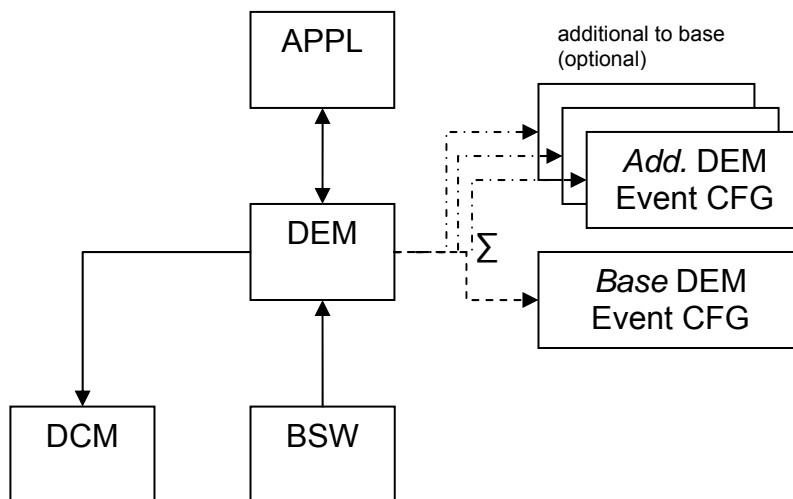 APPL
additional to base
(optional)
Add. DEM
Event CFG
DEM
∑
Base DEM
Event CFG
DCM
BSW